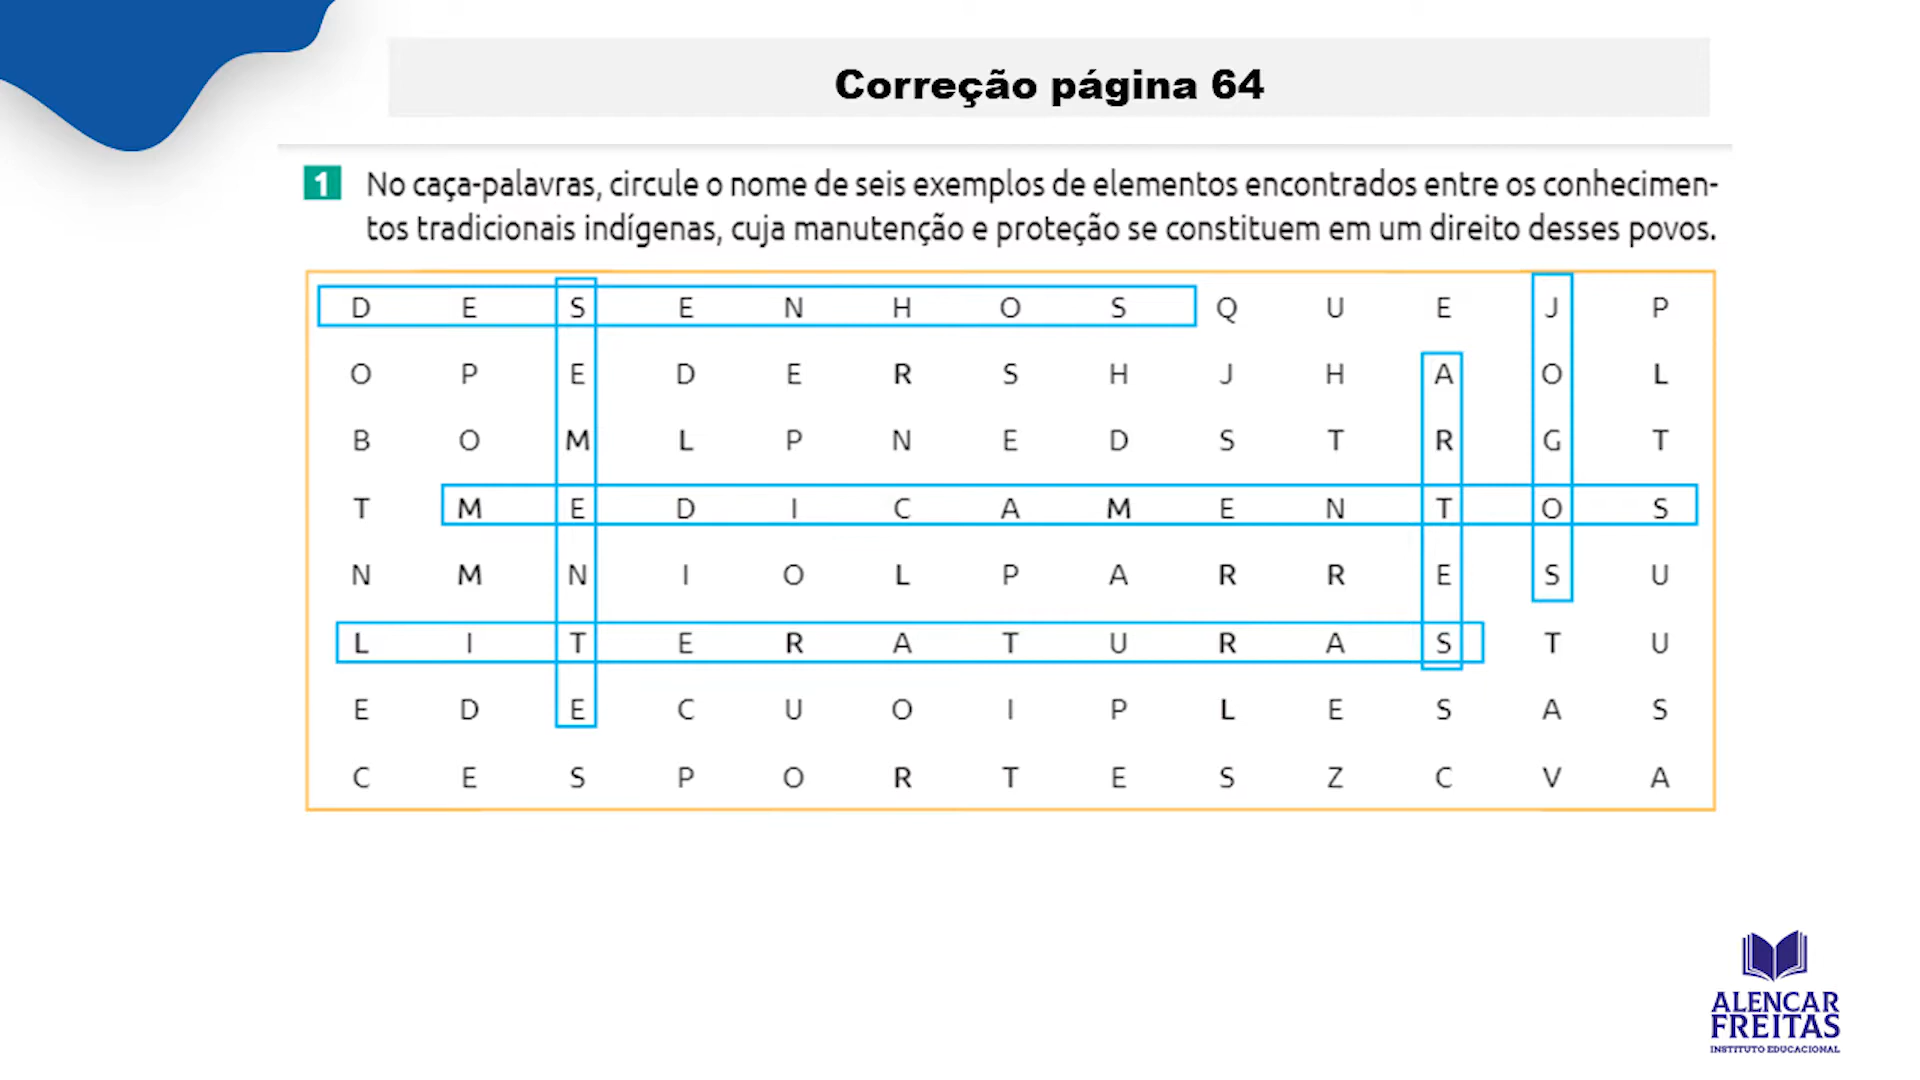 Correção página 64
1 No caça-palavras, circule o nome de seis exemplos de elementos encontrados entre os conhecimen-
tos tradicionais indígenas, cuja manutenção e proteção se constituem em um direito desses povos.
D E S E N H O S Q U E J P
O P E D E R S H J H A O L
B O M L P N E D S T R G T
T M E D I C A M E N T O S
N M N I O L P A R R E S U
L I T E R A T U R A S T U
E D E C U O I P L E S A S
C E S P O R T E S Z C V A
ALENCAR
FREITAS
INSTITUTO EDUCACIONAL